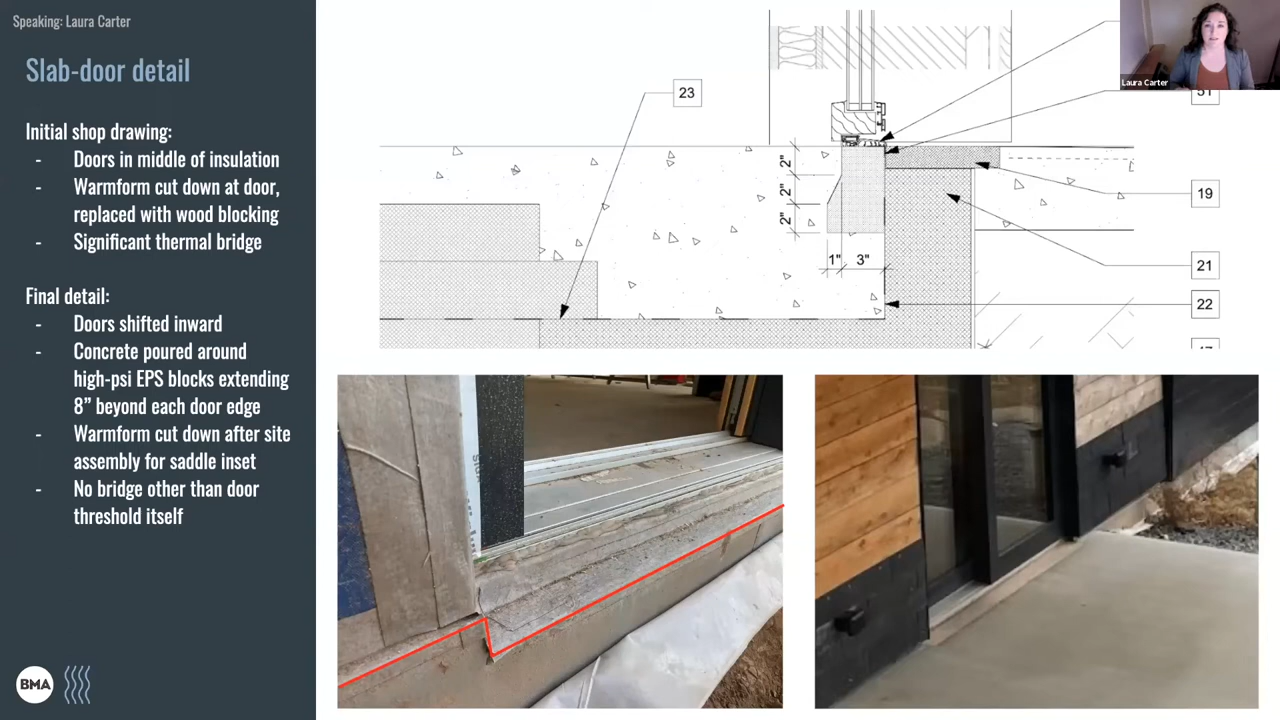 Speaking: Laura Carter
Slab-door detail
Initial shop drawing:
- Doors in middle of insulation
- Warmform cut down at door,
replaced with wood blocking
- Significant thermal bridge
Final detail:
- Doors shifted inward
- Concrete poured around
high-psi EPS blocks extending
8” beyond each door edge
- Warmform cut down after site
assembly for saddle inset
- No bridge other than door
threshold itself
BMA
23
2"
2"
2"
1"
3"
19
21
22
Laura Carter